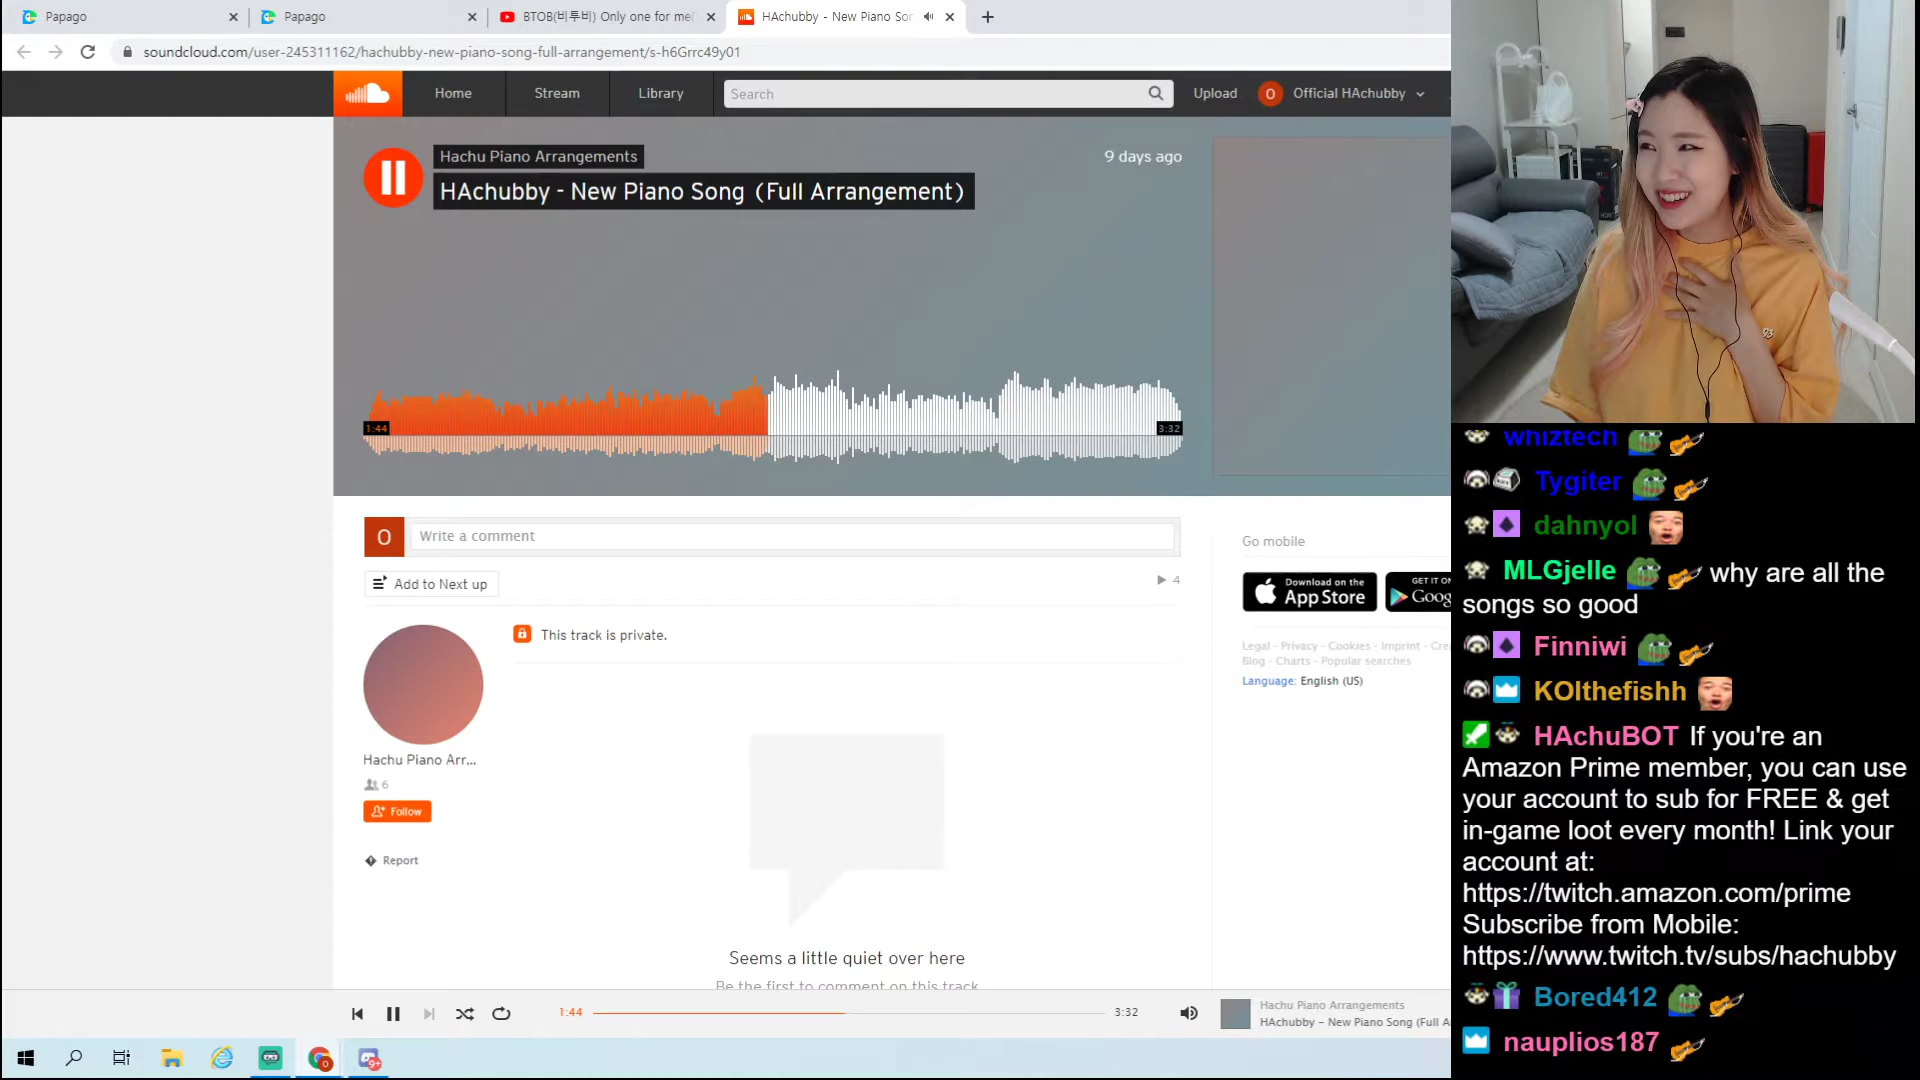 Papago
Papago
BTOB(비투비) Only one for me
HAchubby - New Piano Son
soundcloud.com/user-245311162/hachubby-new-piano-song-full-arrangement/s-h6Grrc49y01
Home
Stream
Library
Search
Upload
O
Official HAchubby
Hachu Piano Arrangements
9 days ago
HAchubby - New Piano Song (Full Arrangement)
1:44
3:32
O
Write a comment
Add to Next up
4
This track is private.
Hachu Piano Arr...
6
Follow
Report
Seems a little quiet over here
Be the first to comment on this track
Go mobile
Download on the
App Store
GET IT ON
Goog
Legal - Privacy - Cookies - Imprint - Cre
Blog - Charts - Popular searches
Language: English (US)
1:44
3:32
Hachu Piano Arrangements
HAchubby - New Piano Song (Full A
9+
whiztech
Tygiter
dahnyol
MLGjelle why are all the
songs so good
Finniwi
KOIthefishh
HAchuBOT If you're an
Amazon Prime member, you can use
your account to sub for FREE & get
in-game loot every month! Link your
account at:
https://twitch.amazon.com/prime
Subscribe from Mobile:
https://www.twitch.tv/subs/hachubby
Bored412
nauplios187